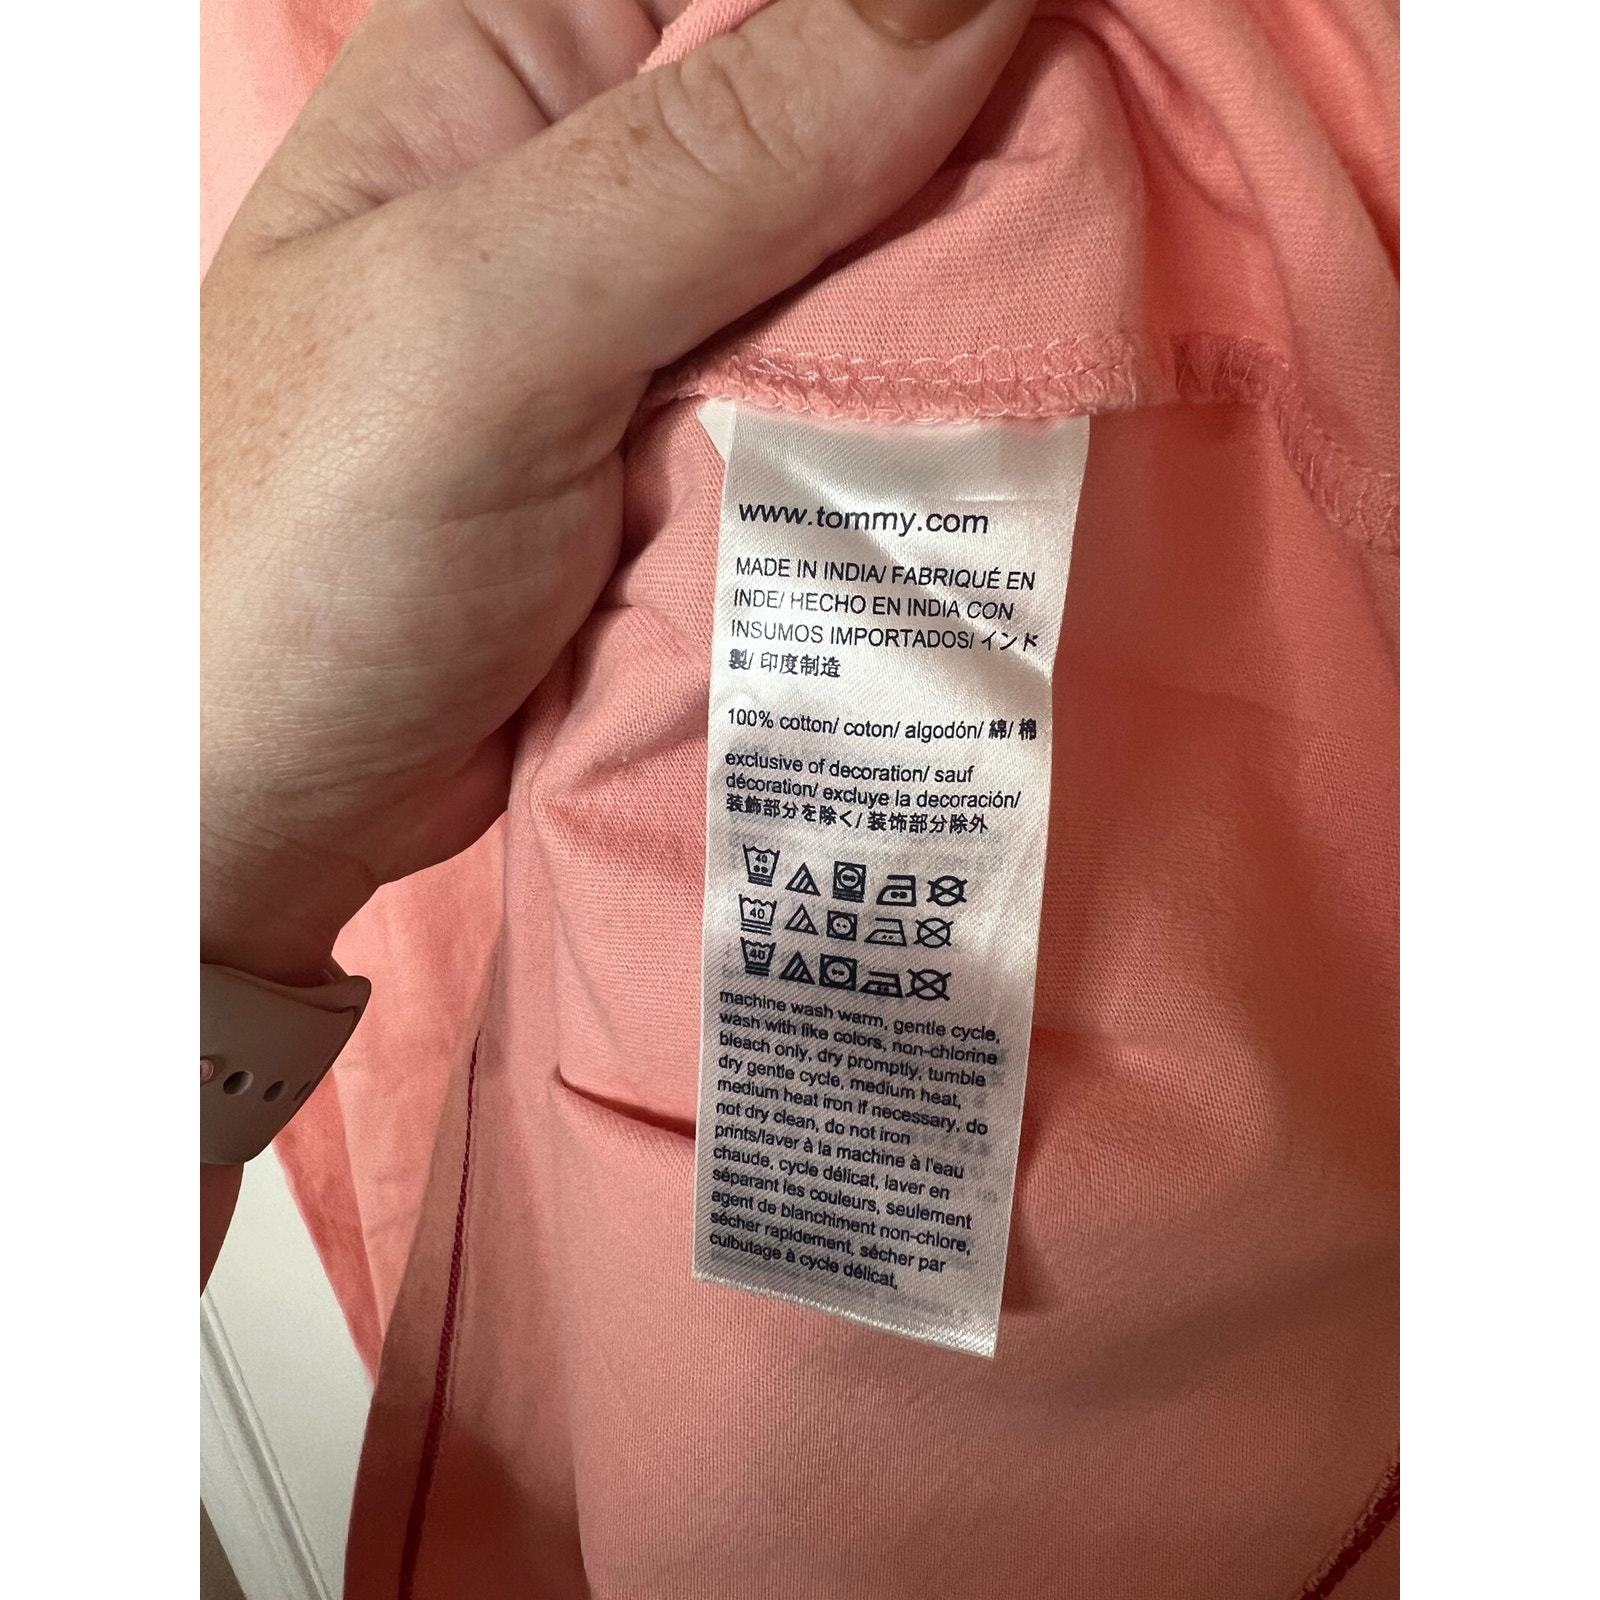 www.tommy.com
MADE IN INDIA/ FABRIQUÉ EN
INDE/ HECHO EN INDIA CON
INSUMOS IMPORTADOS/ インド
製/ 印度制造
100% cotton/ coton/ algodón/ 綿/ 棉
exclusive of decoration/ sauf
décoration/ excluye la decoración/
装飾部分を除く/ 装饰部分除外
40
40
40
machine wash warm, gentle cycle,
wash with like colors, non-chlorine
bleach only, dry promptly, tumble
dry gentle cycle, medium heat,
medium heat iron if necessary, do
not dry clean, do not iron
prints/laver à la machine à l'eau
chaude, cycle délicat, laver en
séparant les couleurs, seulement
agent de blanchiment non-chlore,
sécher rapidement, sécher par
culbutage à cycle délicat,